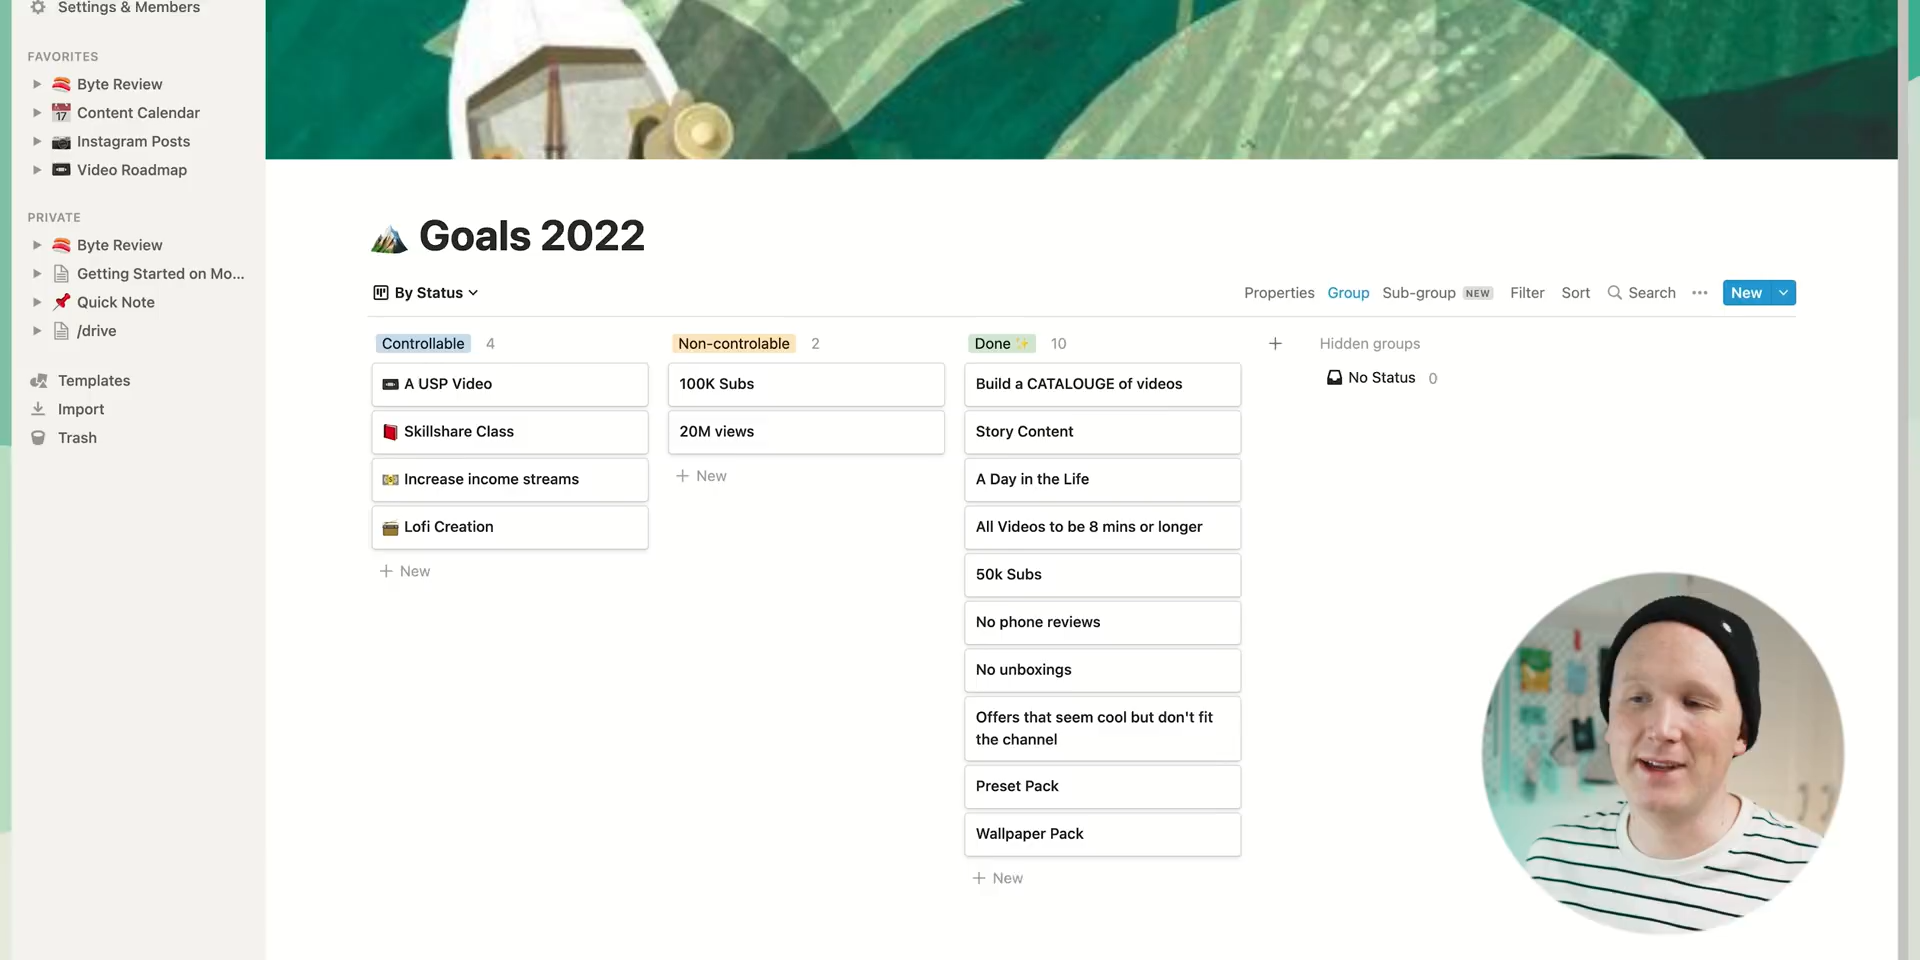 Settings & Members
FAVORITES
Byte Review
Content Calendar
Instagram Posts
Video Roadmap
PRIVATE
Byte Review
Getting Started on Mo...
Quick Note
/drive
Templates
Import
Trash
Goals 2022
By Status
Properties Group Sub-group NEW Filter Sort Search New
Controllable 4
A USP Video
Skillshare Class
Increase income streams
Lofi Creation
New
Non-controlable 2
100K Subs
20M views
New
Done 10
Build a CATALOUGE of videos
Story Content
A Day in the Life
All Videos to be 8 mins or longer
50k Subs
No phone reviews
No unboxings
Offers that seem cool but don't fit
the channel
Preset Pack
Wallpaper Pack
New
Hidden groups
No Status 0